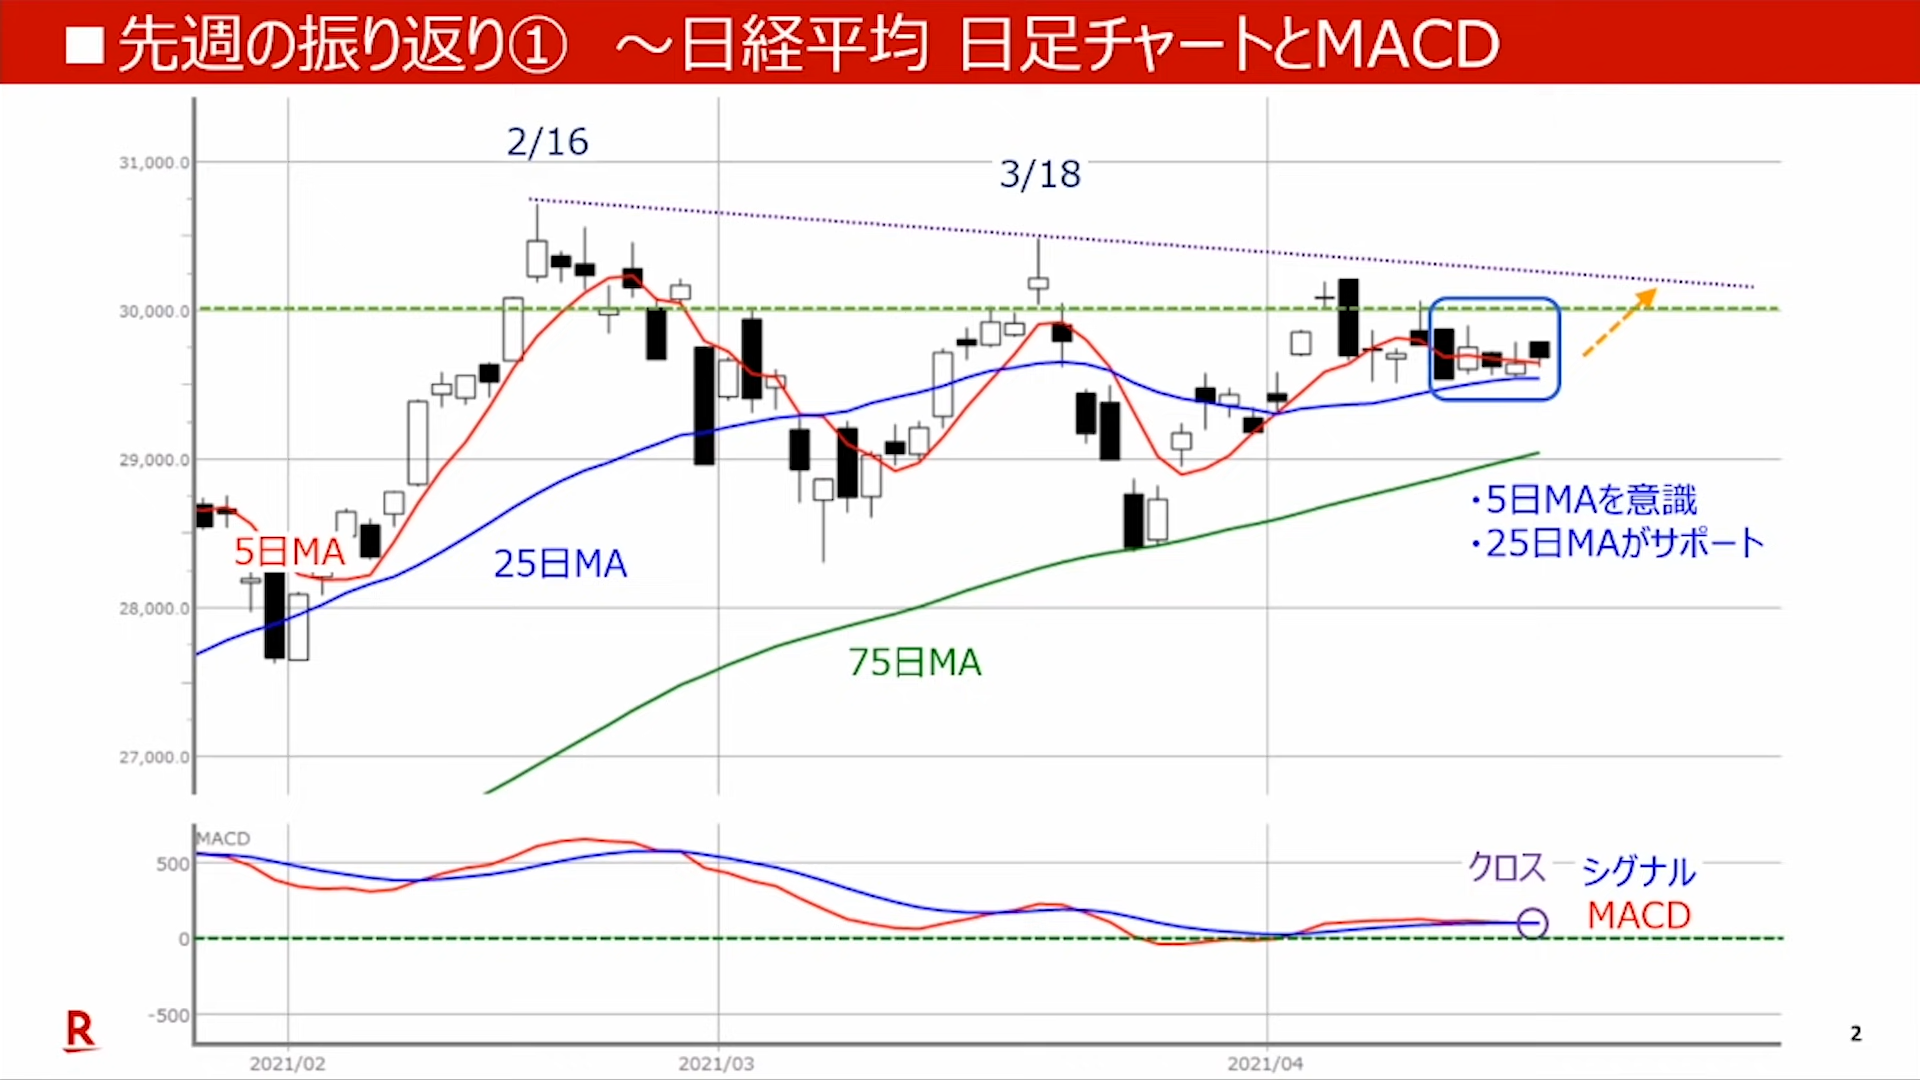 ■先週の振り返り① ～日経平均 日足チャートとMACD
2/16
3/18
31,000.0
30,000.0
29,000.0
28,000.0
27,000.0
5日MA
25日MA
75日MA
・5日MAを意識
・25日MAがサポート
MACD
500
0
-500
クロス
シグナル
MACD
2021/02
2021/03
2021/04
R
2